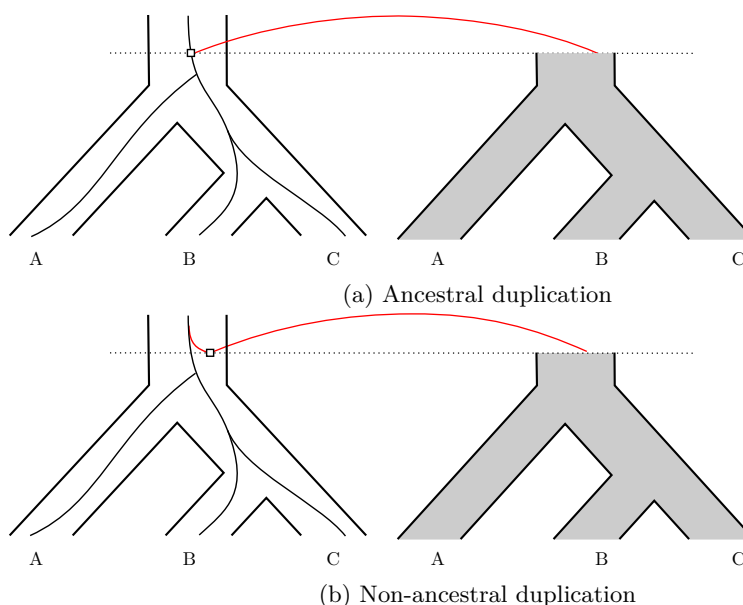 A B C A B C
(a) Ancestral duplication
A B C A B C
(b) Non-ancestral duplication